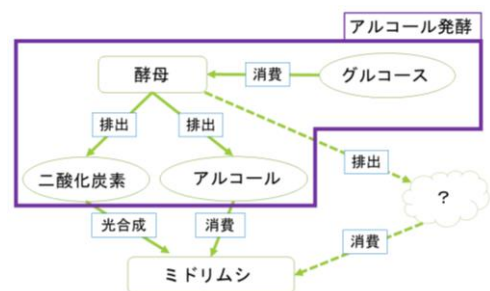 アルコール発酵
酵母
消費
グルコース
排出
排出
排出
二酸化炭素
アルコール
?
光合成
消費
消費
ミドリムシ